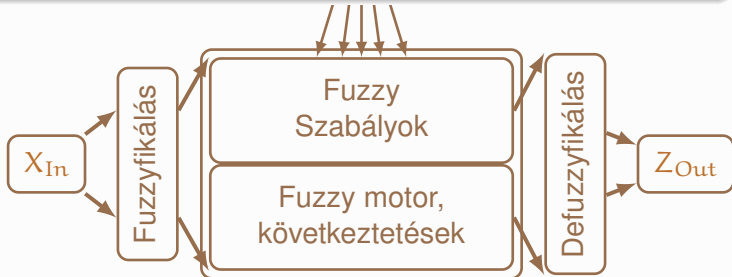 X_In
Fuzzyfikálás
Fuzzy
Szabályok
Fuzzy motor,
következtetések
Defuzzyfikálás
Z_Out